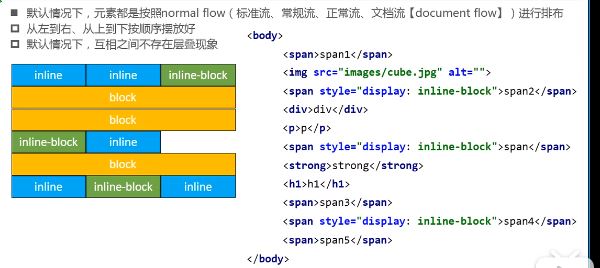 默认情况下，元素都是按照normal flow（标准流、常规流、正常流、文档流【document flow】）进行排布
从左到右、从上到下按顺序摆放好
默认情况下，互相之间不存在层叠现象
inline inline inline-block
block
block
inline-block inline
block
inline inline-block inline
<body>
<span>span1</span>
<img src="images/cube.jpg" alt="">
<span style="display: inline-block">span2</span>
<div>div</div>
<p>p</p>
<span style="display: inline-block">span</span>
<strong>strong</strong>
<h1>h1</h1>
<span>span3</span>
<span style="display: inline-block">span4</span>
<span>span5</span>
</body>